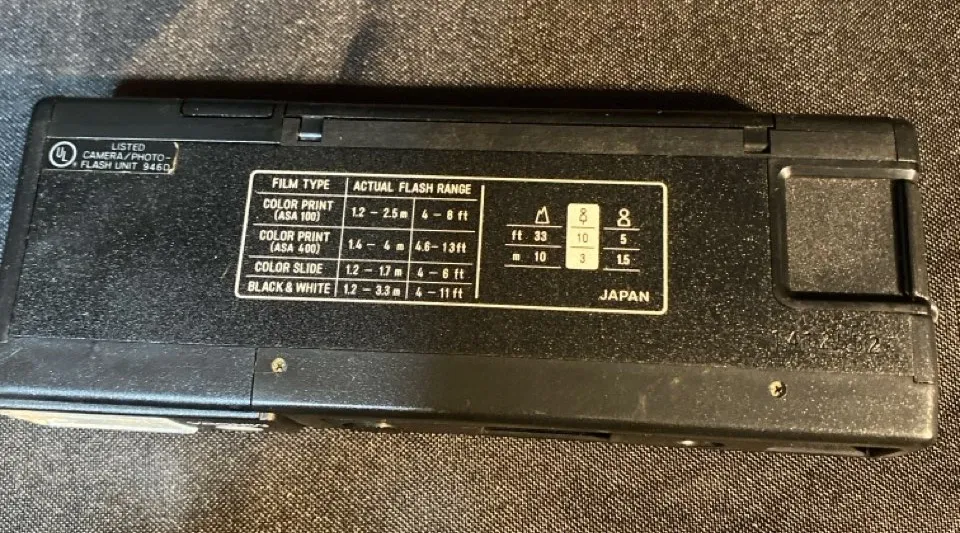 UL
LISTED
CAMERA/PHOTO-
FLASH UNIT 946D
FILM TYPE ACTUAL FLASH RANGE
COLOR PRINT (ASA 100) 1.2 - 2.5 m 4 - 8 ft
COLOR PRINT (ASA 400) 1.4 - 4 m 4.6 - 13 ft
COLOR SLIDE 1.2 - 1.7 m 4 - 6 ft
BLACK & WHITE 1.2 - 3.3 m 4 - 11 ft
ft 33 10 5
m 10 3 1.5
JAPAN